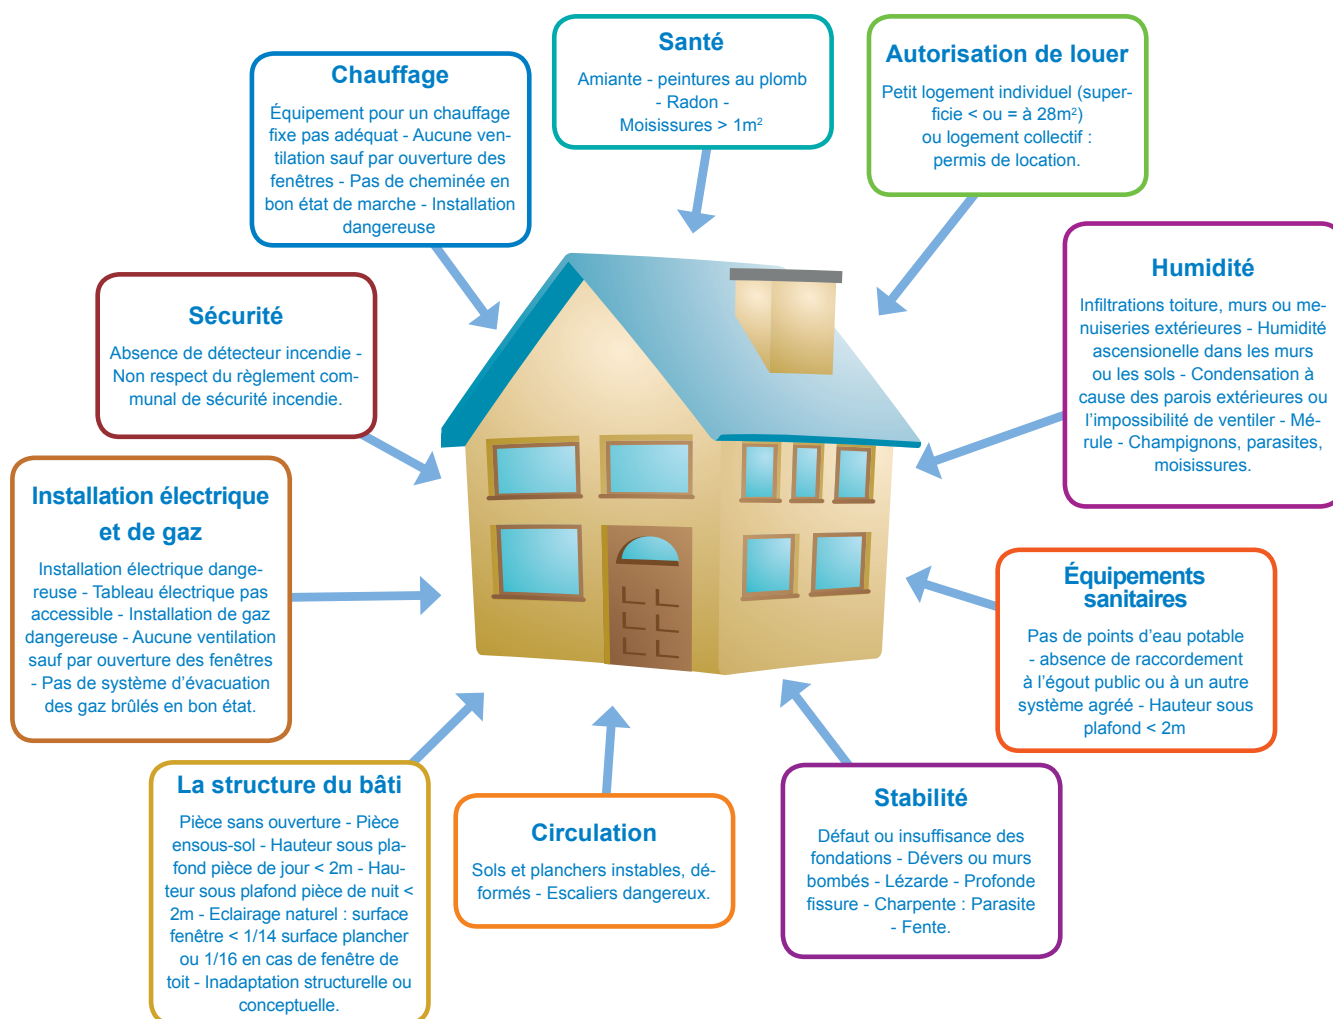 Santé
Amiante - peintures au plomb
- Radon -
Moisissures > 1m²
Autorisation de louer
Petit logement individuel (super-
ficie < ou = à 28m²)
ou logement collectif :
permis de location.
Chauffage
Équipement pour un chauffage
fixe pas adéquat - Aucune ven-
tilation sauf par ouverture des
fenêtres - Pas de cheminée en
bon état de marche - Installation
dangereuse
Humidité
Infiltrations toiture, murs ou me-
nuiseries extérieures - Humidité
ascensionelle dans les murs
ou les sols - Condensation à
cause des parois extérieures ou
l’impossibilité de ventiler - Mé-
rule - Champignons, parasites,
moisissures.
Sécurité
Absence de détecteur incendie -
Non respect du règlement com-
munal de sécurité incendie.
Installation électrique
et de gaz
Installation électrique dange-
reuse - Tableau électrique pas
accessible - Installation de gaz
dangereuse - Aucune ventilation
sauf par ouverture des fenêtres
- Pas de système d’évacuation
des gaz brûlés en bon état.
Équipements
sanitaires
Pas de points d’eau potable
- absence de raccordement
à l’égout public ou à un autre
système agréé - Hauteur sous
plafond < 2m
La structure du bâti
Pièce sans ouverture - Pièce
ensous-sol - Hauteur sous pla-
fond pièce de jour < 2m - Hau-
teur sous plafond pièce de nuit <
2m - Eclairage naturel : surface
fenêtre < 1/14 surface plancher
ou 1/16 en cas de fenêtre de
toit - Inadaptation structurelle ou
conceptuelle.
Circulation
Sols et planchers instables, dé-
formés - Escaliers dangereux.
Stabilité
Défaut ou insuffisance des
fondations - Dévers ou murs
bombés - Lézarde - Profonde
fissure - Charpente : Parasite
- Fente.